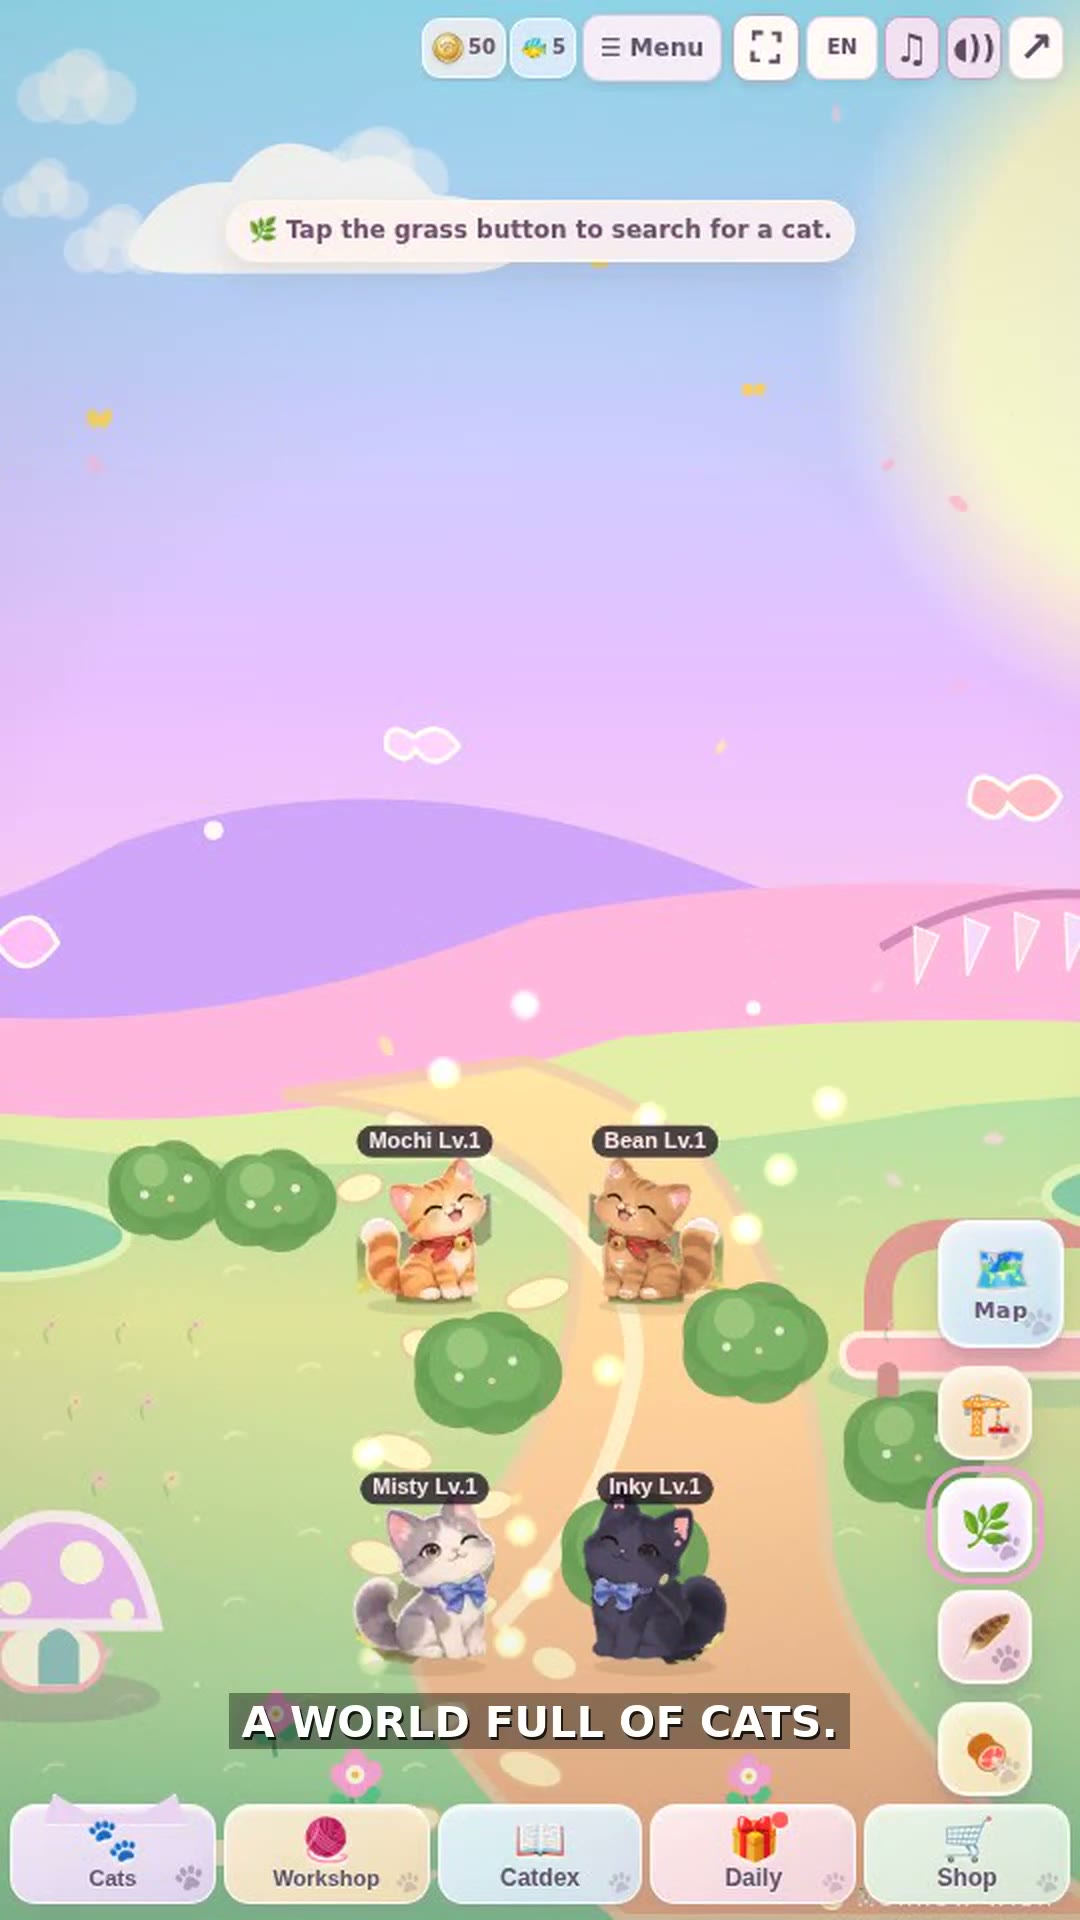 50
5
☰ Menu
EN
Tap the grass button to search for a cat.
Mochi Lv.1
Bean Lv.1
Map
Misty Lv.1
Inky Lv.1
A WORLD FULL OF CATS.
Cats
Workshop
Catdex
Daily
Shop